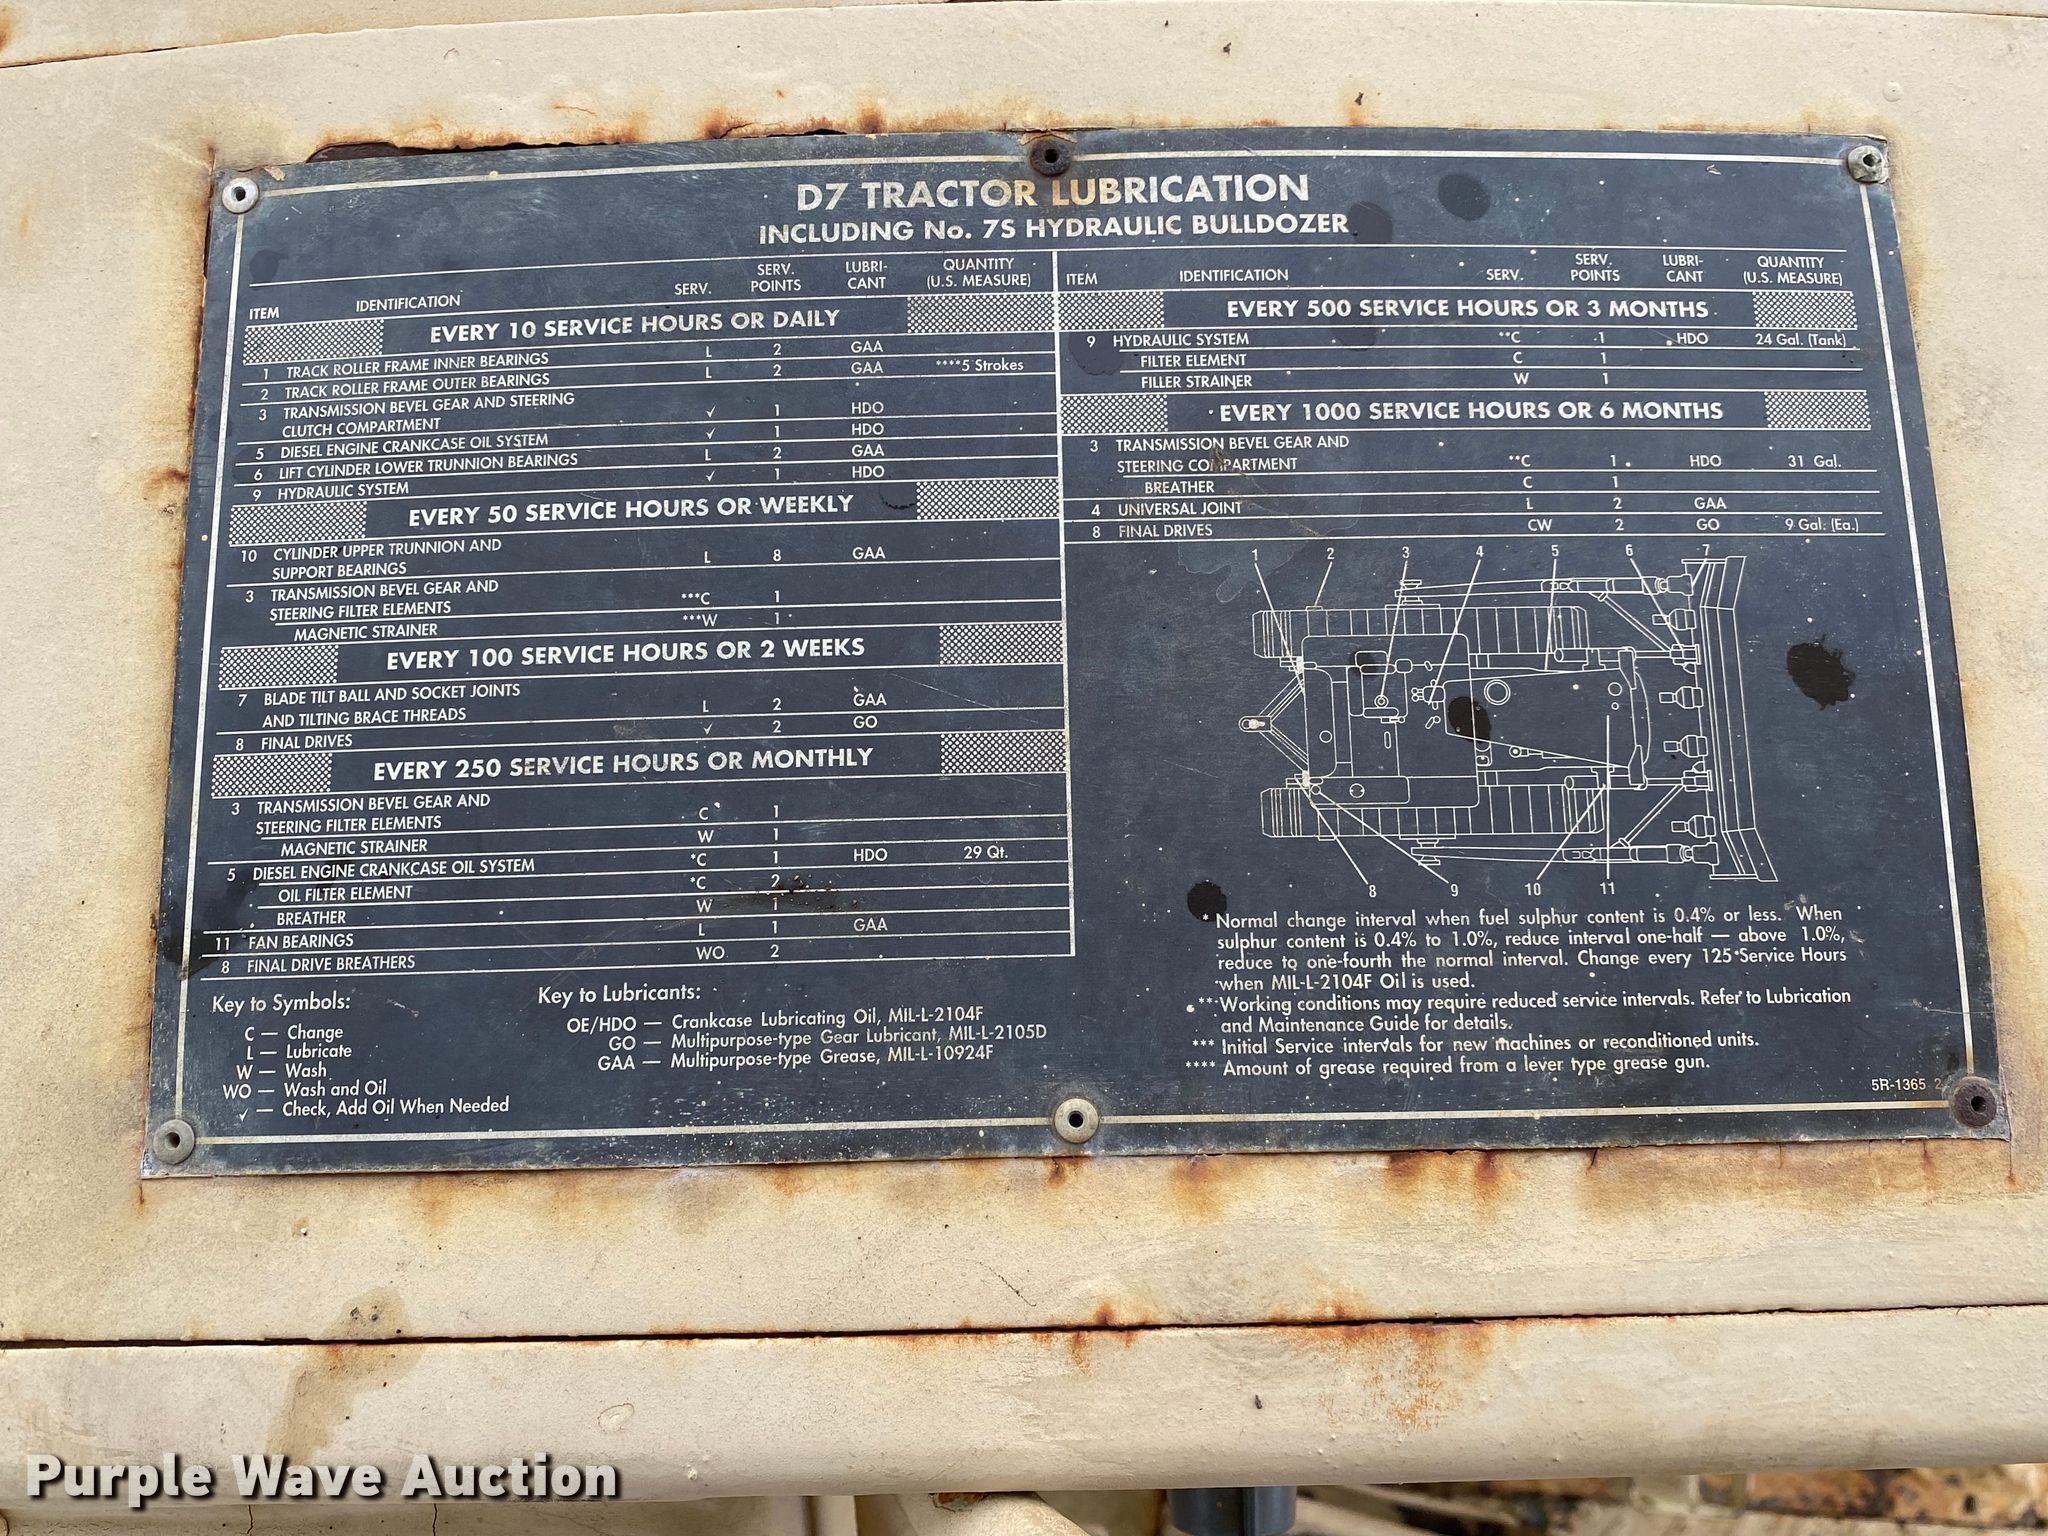 D7 TRACTOR LUBRICATION
INCLUDING No. 7S HYDRAULIC BULLDOZER
ITEM IDENTIFICATION SERV. SERV. POINTS LUBRI-CANT QUANTITY (U.S. MEASURE)
EVERY 10 SERVICE HOURS OR DAILY
1 TRACK ROLLER FRAME INNER BEARINGS L 2 GAA
2 TRACK ROLLER FRAME OUTER BEARINGS L 2 GAA ****5 Strokes
3 TRANSMISSION BEVEL GEAR AND STEERING
CLUTCH COMPARTMENT ✓ 1 HDO
5 DIESEL ENGINE CRANKCASE OIL SYSTEM ✓ 1 HDO
6 LIFT CYLINDER LOWER TRUNNION BEARINGS L 2 GAA
9 HYDRAULIC SYSTEM ✓ 1 HDO
EVERY 50 SERVICE HOURS OR WEEKLY
10 CYLINDER UPPER TRUNNION AND
SUPPORT BEARINGS L 8 GAA
3 TRANSMISSION BEVEL GEAR AND
STEERING FILTER ELEMENTS ***C 1
MAGNETIC STRAINER ***W 1
EVERY 100 SERVICE HOURS OR 2 WEEKS
7 BLADE TILT BALL AND SOCKET JOINTS
AND TILTING BRACE THREADS L 2 GAA
8 FINAL DRIVES ✓ 2 GO
EVERY 250 SERVICE HOURS OR MONTHLY
3 TRANSMISSION BEVEL GEAR AND
STEERING FILTER ELEMENTS C 1
MAGNETIC STRAINER W 1
5 DIESEL ENGINE CRANKCASE OIL SYSTEM *C 1 HDO 29 Qt.
OIL FILTER ELEMENT *C 2
BREATHER W 1
11 FAN BEARINGS L 1 GAA
8 FINAL DRIVE BREATHERS WO 2
Key to Symbols:
C — Change
L — Lubricate
W — Wash
WO — Wash and Oil
✓ — Check, Add Oil When Needed
Key to Lubricants:
OE/HDO — Crankcase Lubricating Oil, MIL-L-2104F
GO — Multipurpose-type Gear Lubricant, MIL-L-2105D
GAA — Multipurpose-type Grease, MIL-L-10924F
ITEM IDENTIFICATION SERV. SERV. POINTS LUBRI-CANT QUANTITY (U.S. MEASURE)
EVERY 500 SERVICE HOURS OR 3 MONTHS
9 HYDRAULIC SYSTEM **C 1 HDO 24 Gal. (Tank)
FILTER ELEMENT C 1
FILLER STRAINER W 1
EVERY 1000 SERVICE HOURS OR 6 MONTHS
3 TRANSMISSION BEVEL GEAR AND
STEERING COMPARTMENT **C 1 HDO 31 Gal.
BREATHER C 1
4 UNIVERSAL JOINT L 2 GAA
8 FINAL DRIVES CW 2 GO 9 Gal. (Ea.)
1 2 3 4 5 6 7
8 9 10 11
* Normal change interval when fuel sulphur content is 0.4% or less. When
sulphur content is 0.4% to 1.0%, reduce interval one-half — above 1.0%,
reduce to one-fourth the normal interval. Change every 125 Service Hours
when MIL-L-2104F Oil is used.
** Working conditions may require reduced service intervals. Refer to Lubrication
and Maintenance Guide for details.
*** Initial Service intervals for new machines or reconditioned units.
**** Amount of grease required from a lever type grease gun.
5R-1365 2
Purple Wave Auction